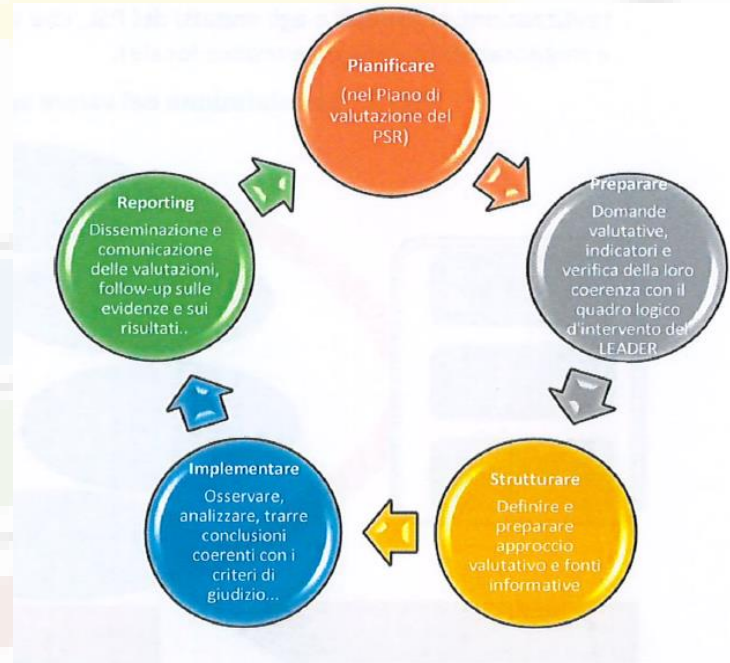 Pianificare
(nel Piano di
valutazione del
PSR)
Preparare
Domande
valutative,
indicatori e
verifica della loro
coerenza con il
quadro logico
d'intervento del
LEADER
Strutturare
Definire e
preparare
approccio
valutativo e fonti
informative
Implementare
Osservare,
analizzare, trarre
conclusioni
coerenti con i
criteri di
giudizio...
Reporting
Disseminazione e
comunicazione
delle valutazioni,
follow-up sulle
evidenze e sui
risultati..